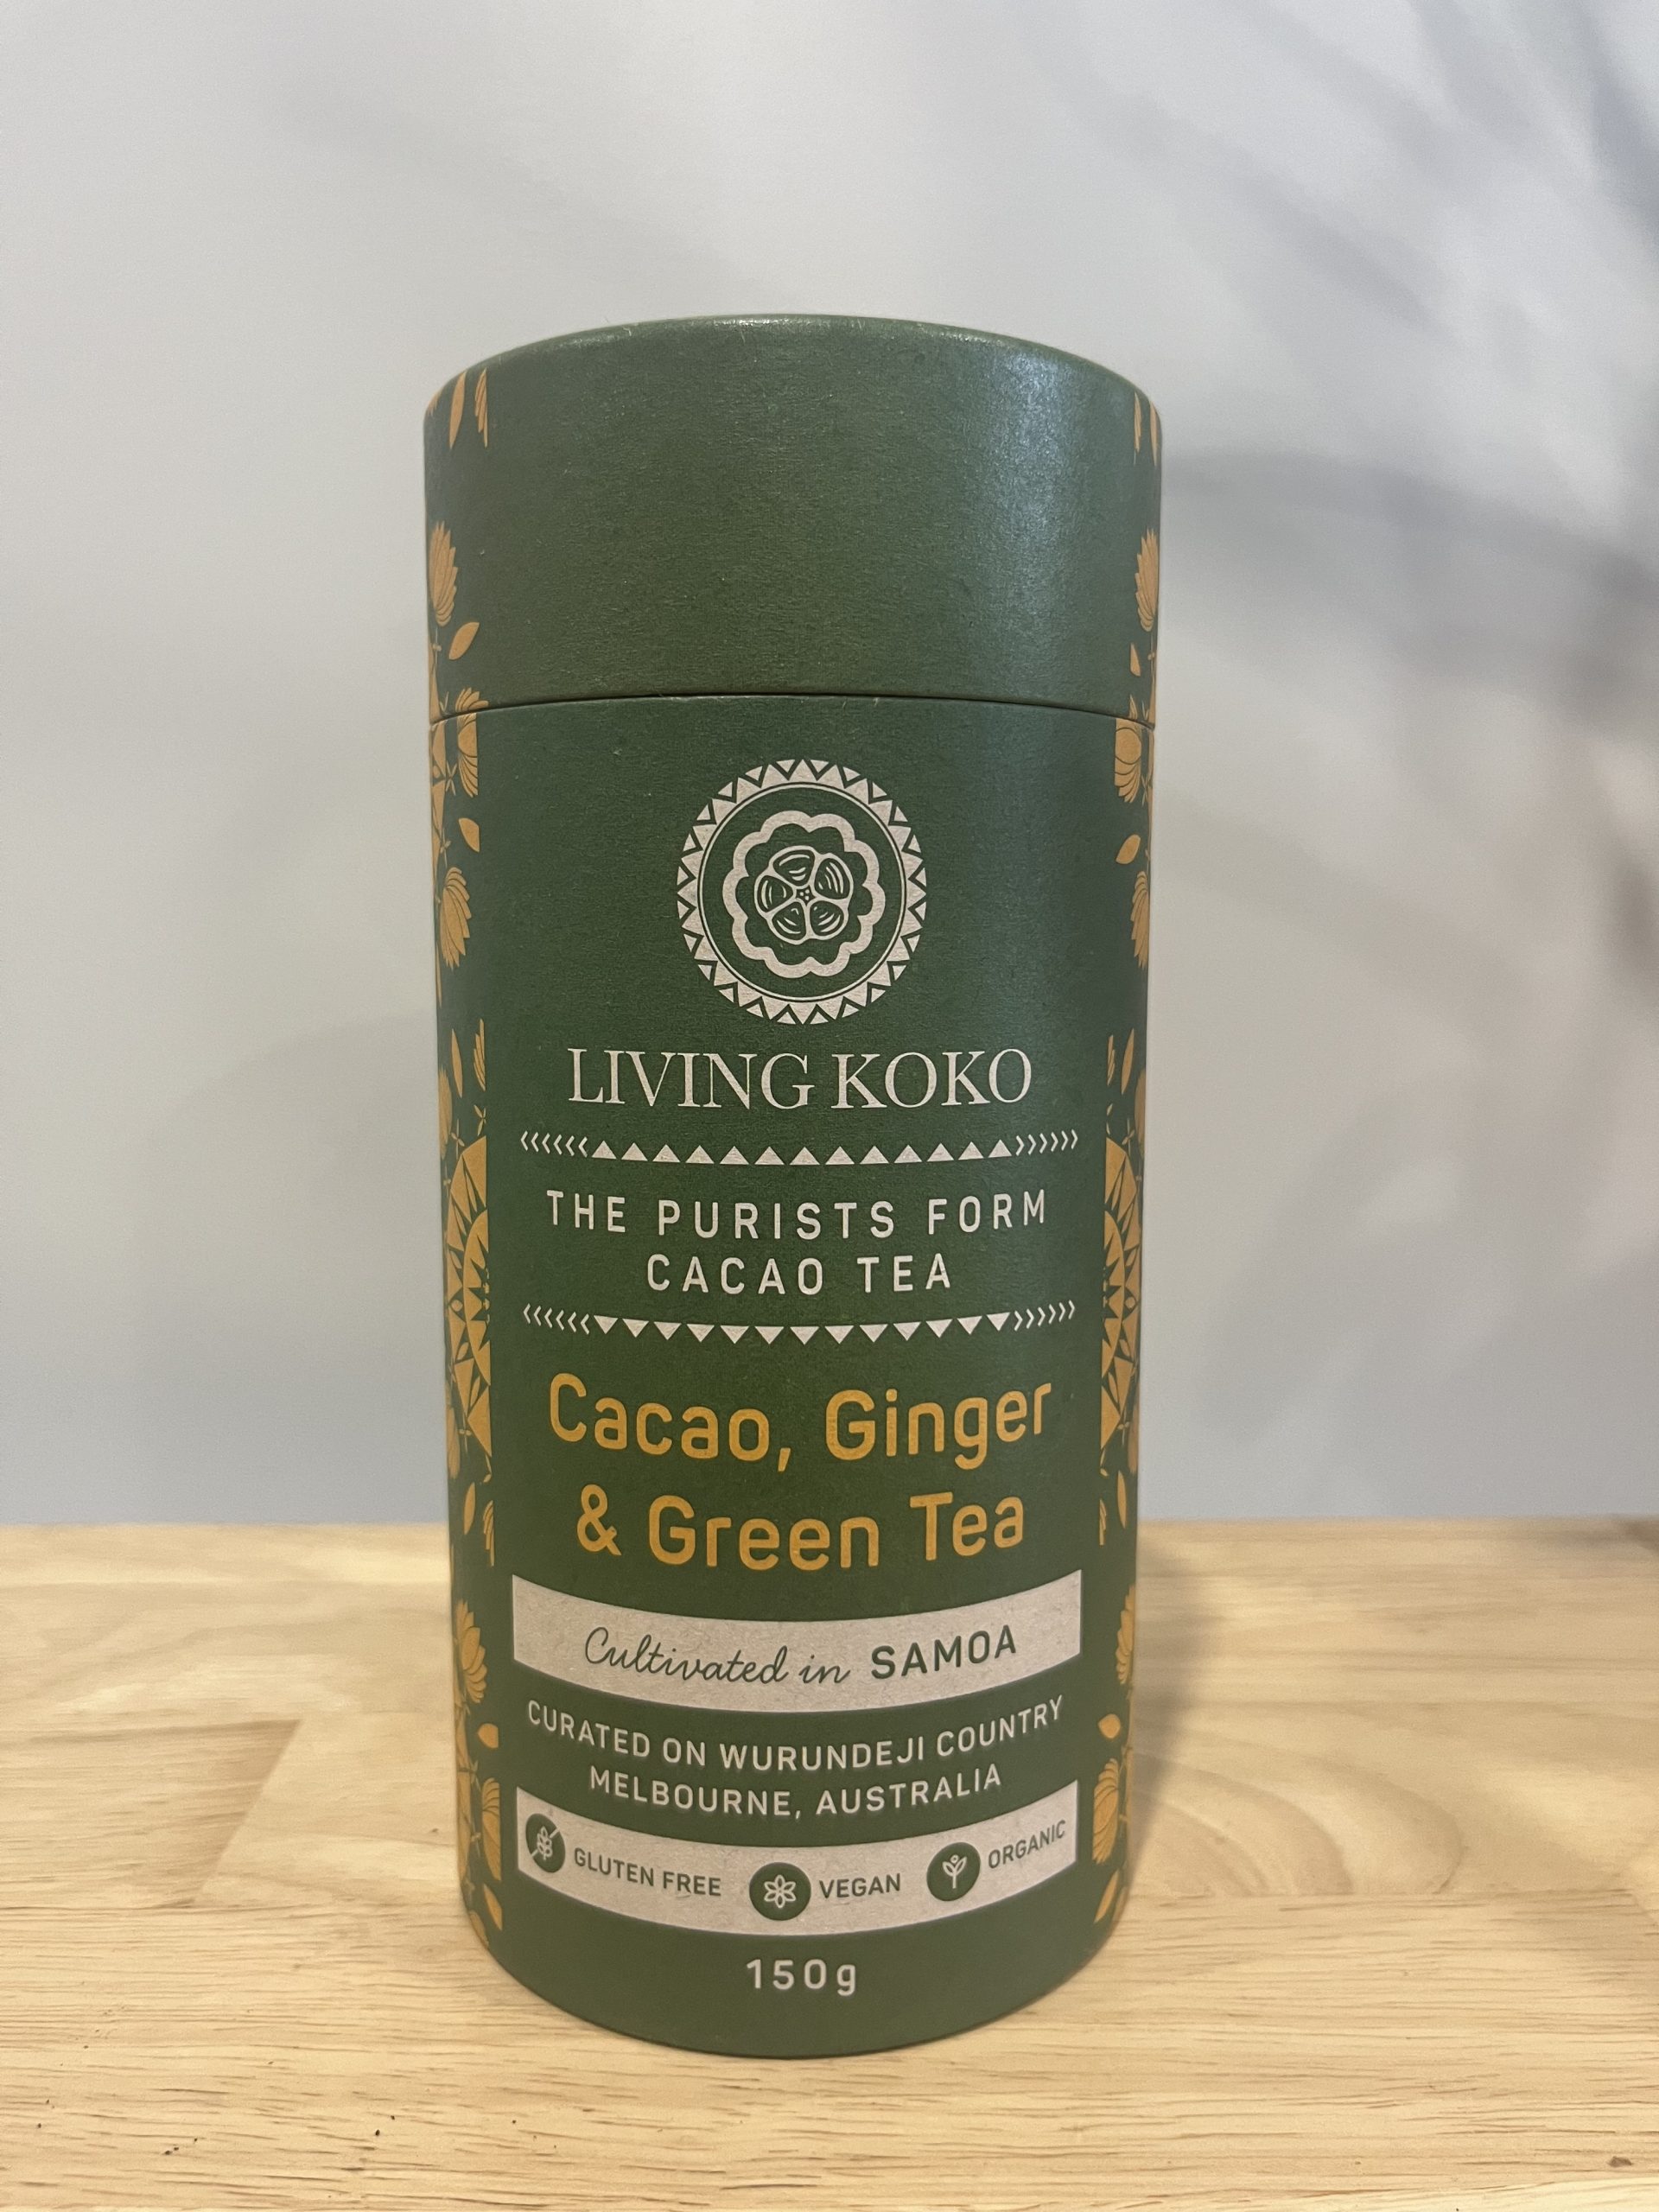 LIVING KOKO
THE PURISTS FORM
CACAO TEA
Cacao, Ginger
& Green Tea
Cultivated in SAMOA
CURATED ON WURUNDEJI COUNTRY
MELBOURNE, AUSTRALIA
GLUTEN FREE VEGAN ORGANIC
150g